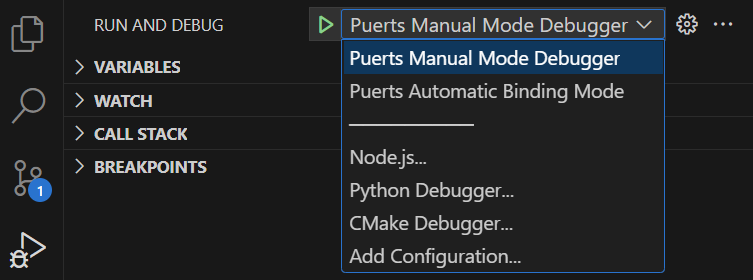 RUN AND DEBUG
Puerts Manual Mode Debugger
VARIABLES
WATCH
CALL STACK
BREAKPOINTS
Puerts Manual Mode Debugger
Puerts Automatic Binding Mode
Node.js...
Python Debugger...
CMake Debugger...
Add Configuration...
1